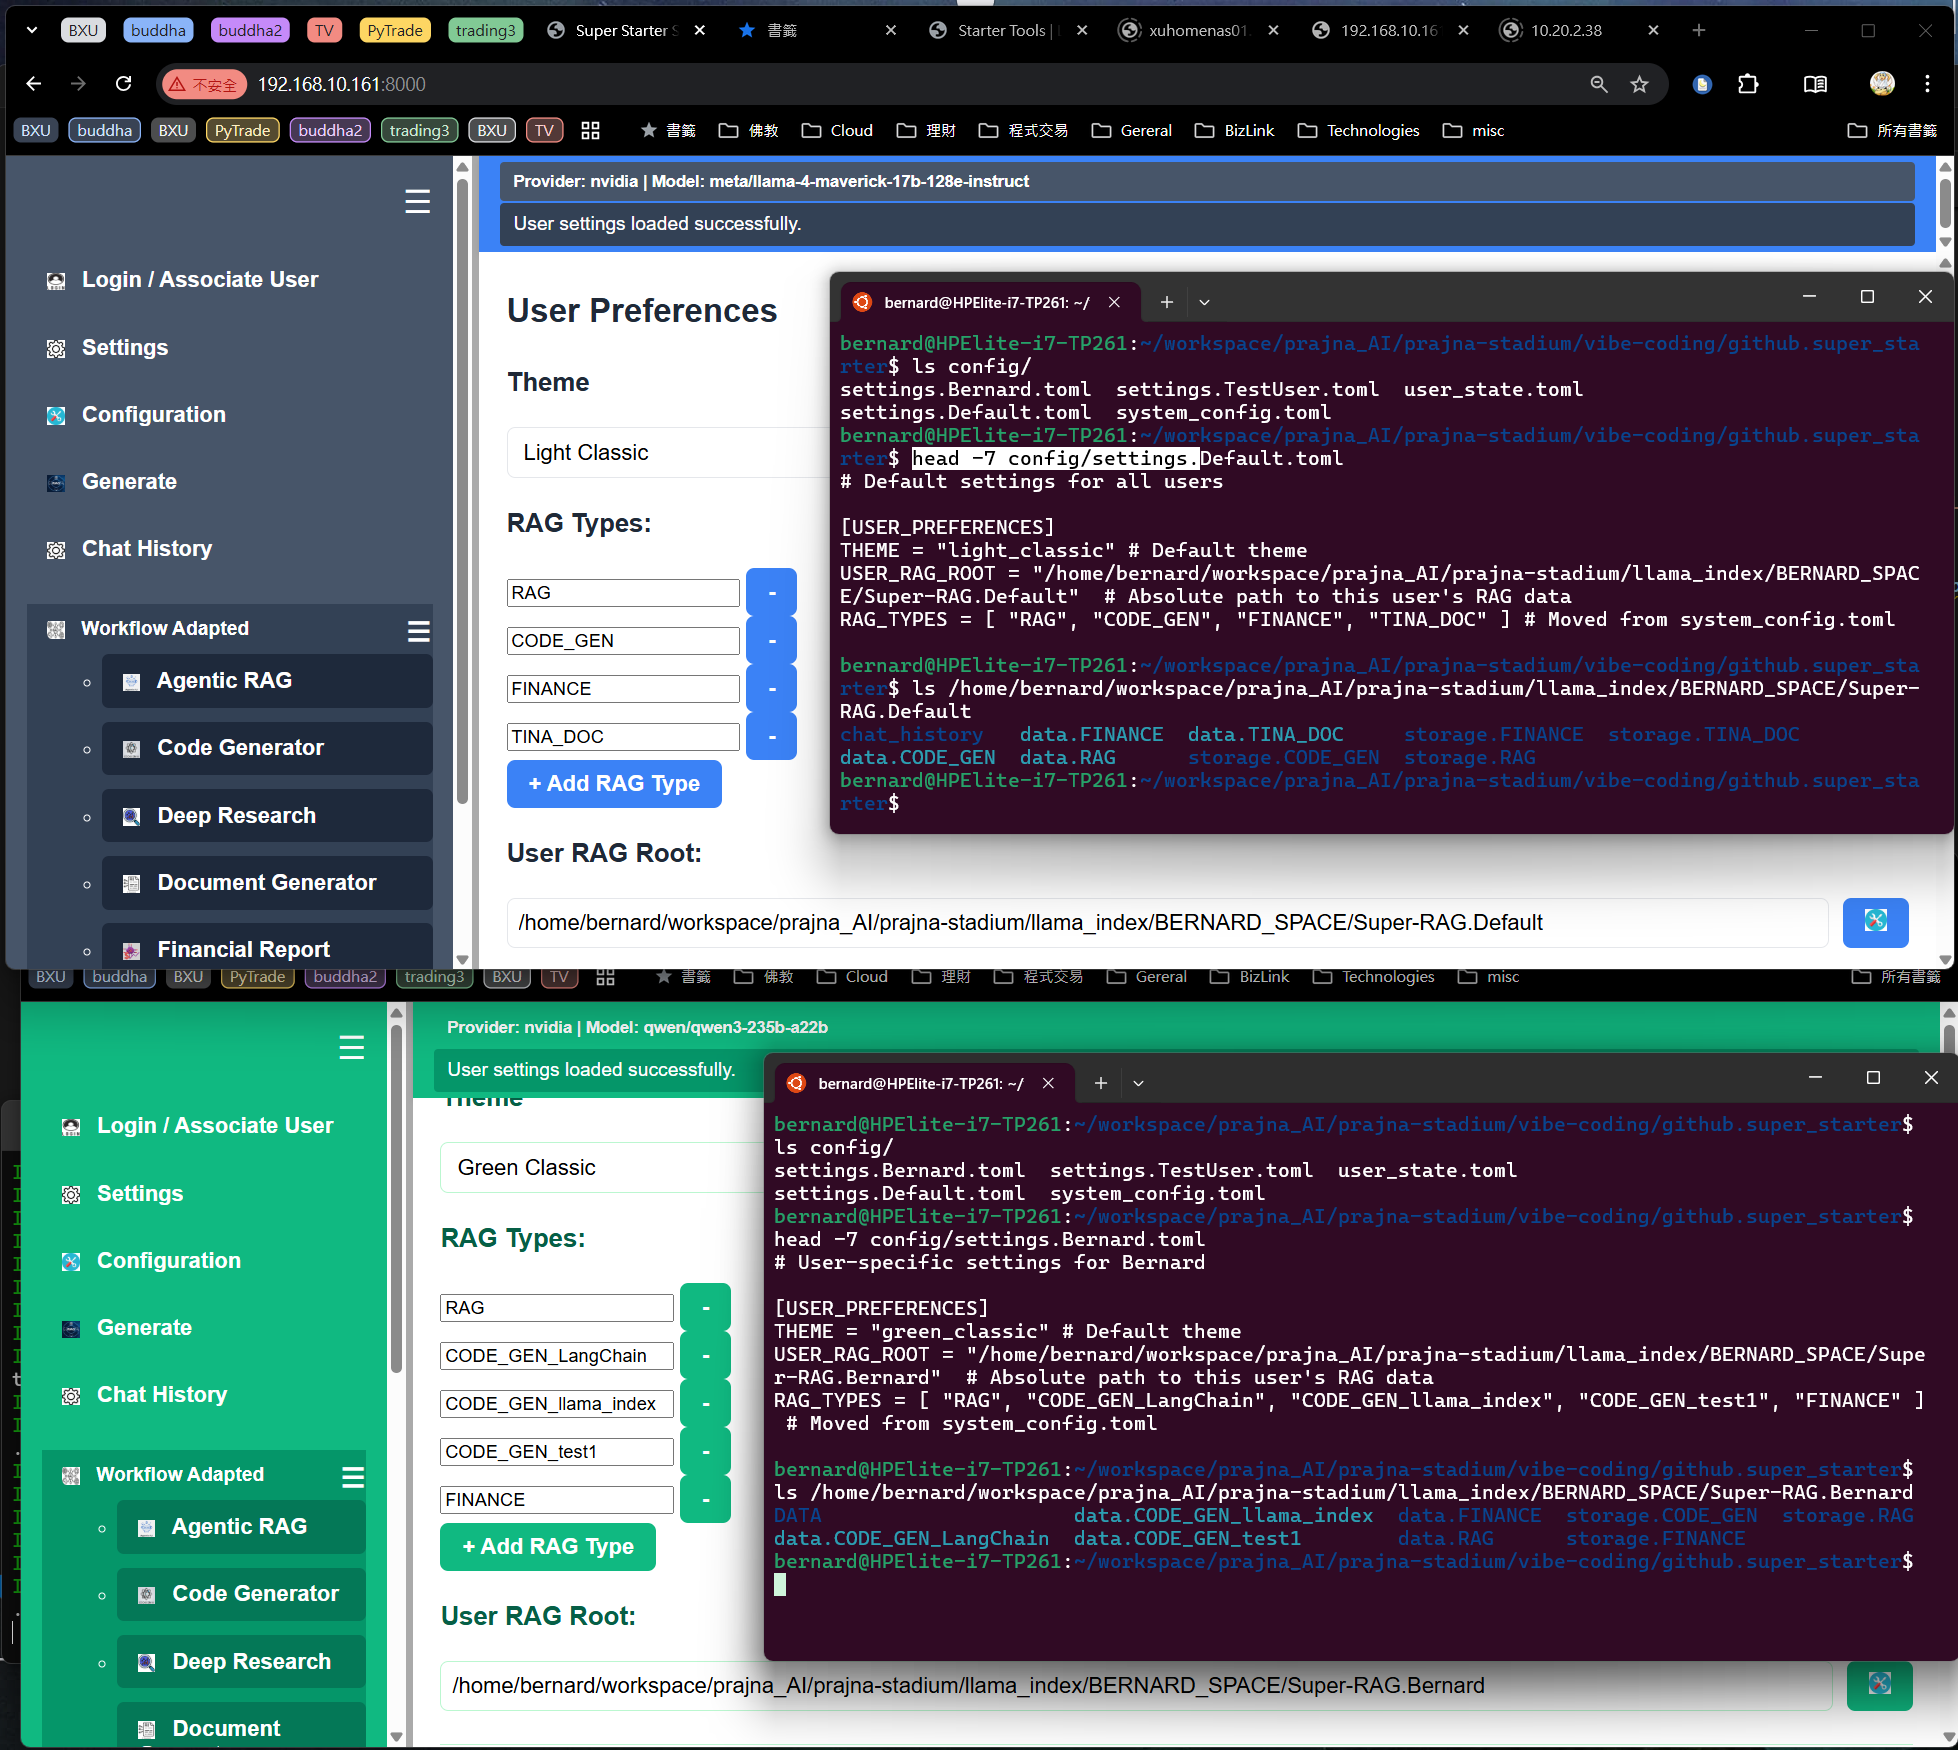 BXU buddha buddha2 TV PyTrade trading3 Super Starter S 書籤 Starter Tools | xuhomenas01. 192.168.10.16 10.20.2.38
不安全 192.168.10.161:8000
BXU buddha BXU PyTrade buddha2 trading3 BXU TV 書籤 佛教 Cloud 理財 程式交易 Gereral BizLink Technologies misc 所有書籤
Provider: nvidia | Model: meta/llama-4-maverick-17b-128e-instruct
User settings loaded successfully.
Login / Associate User
Settings
Configuration
Generate
Chat History
Workflow Adapted
Agentic RAG
Code Generator
Deep Research
Document Generator
Financial Report
User Preferences
Theme
Light Classic
RAG Types:
RAG -
CODE_GEN -
FINANCE -
TINA_DOC -
+ Add RAG Type
User RAG Root:
/home/bernard/workspace/prajna_AI/prajna-stadium/llama_index/BERNARD_SPACE/Super-RAG.Default
bernard@HPElite-i7-TP261: ~/
bernard@HPElite-i7-TP261:~/workspace/prajna_AI/prajna-stadium/vibe-coding/github.super_sta
rter$ ls config/
settings.Bernard.toml settings.TestUser.toml user_state.toml
settings.Default.toml system_config.toml
bernard@HPElite-i7-TP261:~/workspace/prajna_AI/prajna-stadium/vibe-coding/github.super_sta
rter$ head -7 config/settings.Default.toml
# Default settings for all users
[USER_PREFERENCES]
THEME = "light_classic" # Default theme
USER_RAG_ROOT = "/home/bernard/workspace/prajna_AI/prajna-stadium/llama_index/BERNARD_SPAC
E/Super-RAG.Default" # Absolute path to this user's RAG data
RAG_TYPES = [ "RAG", "CODE_GEN", "FINANCE", "TINA_DOC" ] # Moved from system_config.toml
bernard@HPElite-i7-TP261:~/workspace/prajna_AI/prajna-stadium/vibe-coding/github.super_sta
rter$ ls /home/bernard/workspace/prajna_AI/prajna-stadium/llama_index/BERNARD_SPACE/Super-
RAG.Default
chat_history data.FINANCE data.TINA_DOC storage.FINANCE storage.TINA_DOC
data.CODE_GEN data.RAG storage.CODE_GEN storage.RAG
bernard@HPElite-i7-TP261:~/workspace/prajna_AI/prajna-stadium/vibe-coding/github.super_sta
rter$
BXU buddha BXU PyTrade buddha2 trading3 BXU TV 書籤 佛教 Cloud 理財 程式交易 Gereral BizLink Technologies misc 所有書籤
Provider: nvidia | Model: qwen/qwen3-235b-a22b
User settings loaded successfully.
Login / Associate User
Settings
Configuration
Generate
Chat History
Workflow Adapted
Agentic RAG
Code Generator
Deep Research
Document
Theme
Green Classic
RAG Types:
RAG -
CODE_GEN_LangChain -
CODE_GEN_llama_index -
CODE_GEN_test1 -
FINANCE -
+ Add RAG Type
User RAG Root:
/home/bernard/workspace/prajna_AI/prajna-stadium/llama_index/BERNARD_SPACE/Super-RAG.Bernard
bernard@HPElite-i7-TP261: ~/
bernard@HPElite-i7-TP261:~/workspace/prajna_AI/prajna-stadium/vibe-coding/github.super_starter$
ls config/
settings.Bernard.toml settings.TestUser.toml user_state.toml
settings.Default.toml system_config.toml
bernard@HPElite-i7-TP261:~/workspace/prajna_AI/prajna-stadium/vibe-coding/github.super_starter$
head -7 config/settings.Bernard.toml
# User-specific settings for Bernard
[USER_PREFERENCES]
THEME = "green_classic" # Default theme
USER_RAG_ROOT = "/home/bernard/workspace/prajna_AI/prajna-stadium/llama_index/BERNARD_SPACE/Supe
r-RAG.Bernard" # Absolute path to this user's RAG data
RAG_TYPES = [ "RAG", "CODE_GEN_LangChain", "CODE_GEN_llama_index", "CODE_GEN_test1", "FINANCE" ]
# Moved from system_config.toml
bernard@HPElite-i7-TP261:~/workspace/prajna_AI/prajna-stadium/vibe-coding/github.super_starter$
ls /home/bernard/workspace/prajna_AI/prajna-stadium/llama_index/BERNARD_SPACE/Super-RAG.Bernard
DATA data.CODE_GEN_llama_index data.FINANCE storage.CODE_GEN storage.RAG
data.CODE_GEN_LangChain data.CODE_GEN_test1 data.RAG storage.FINANCE
bernard@HPElite-i7-TP261:~/workspace/prajna_AI/prajna-stadium/vibe-coding/github.super_starter$